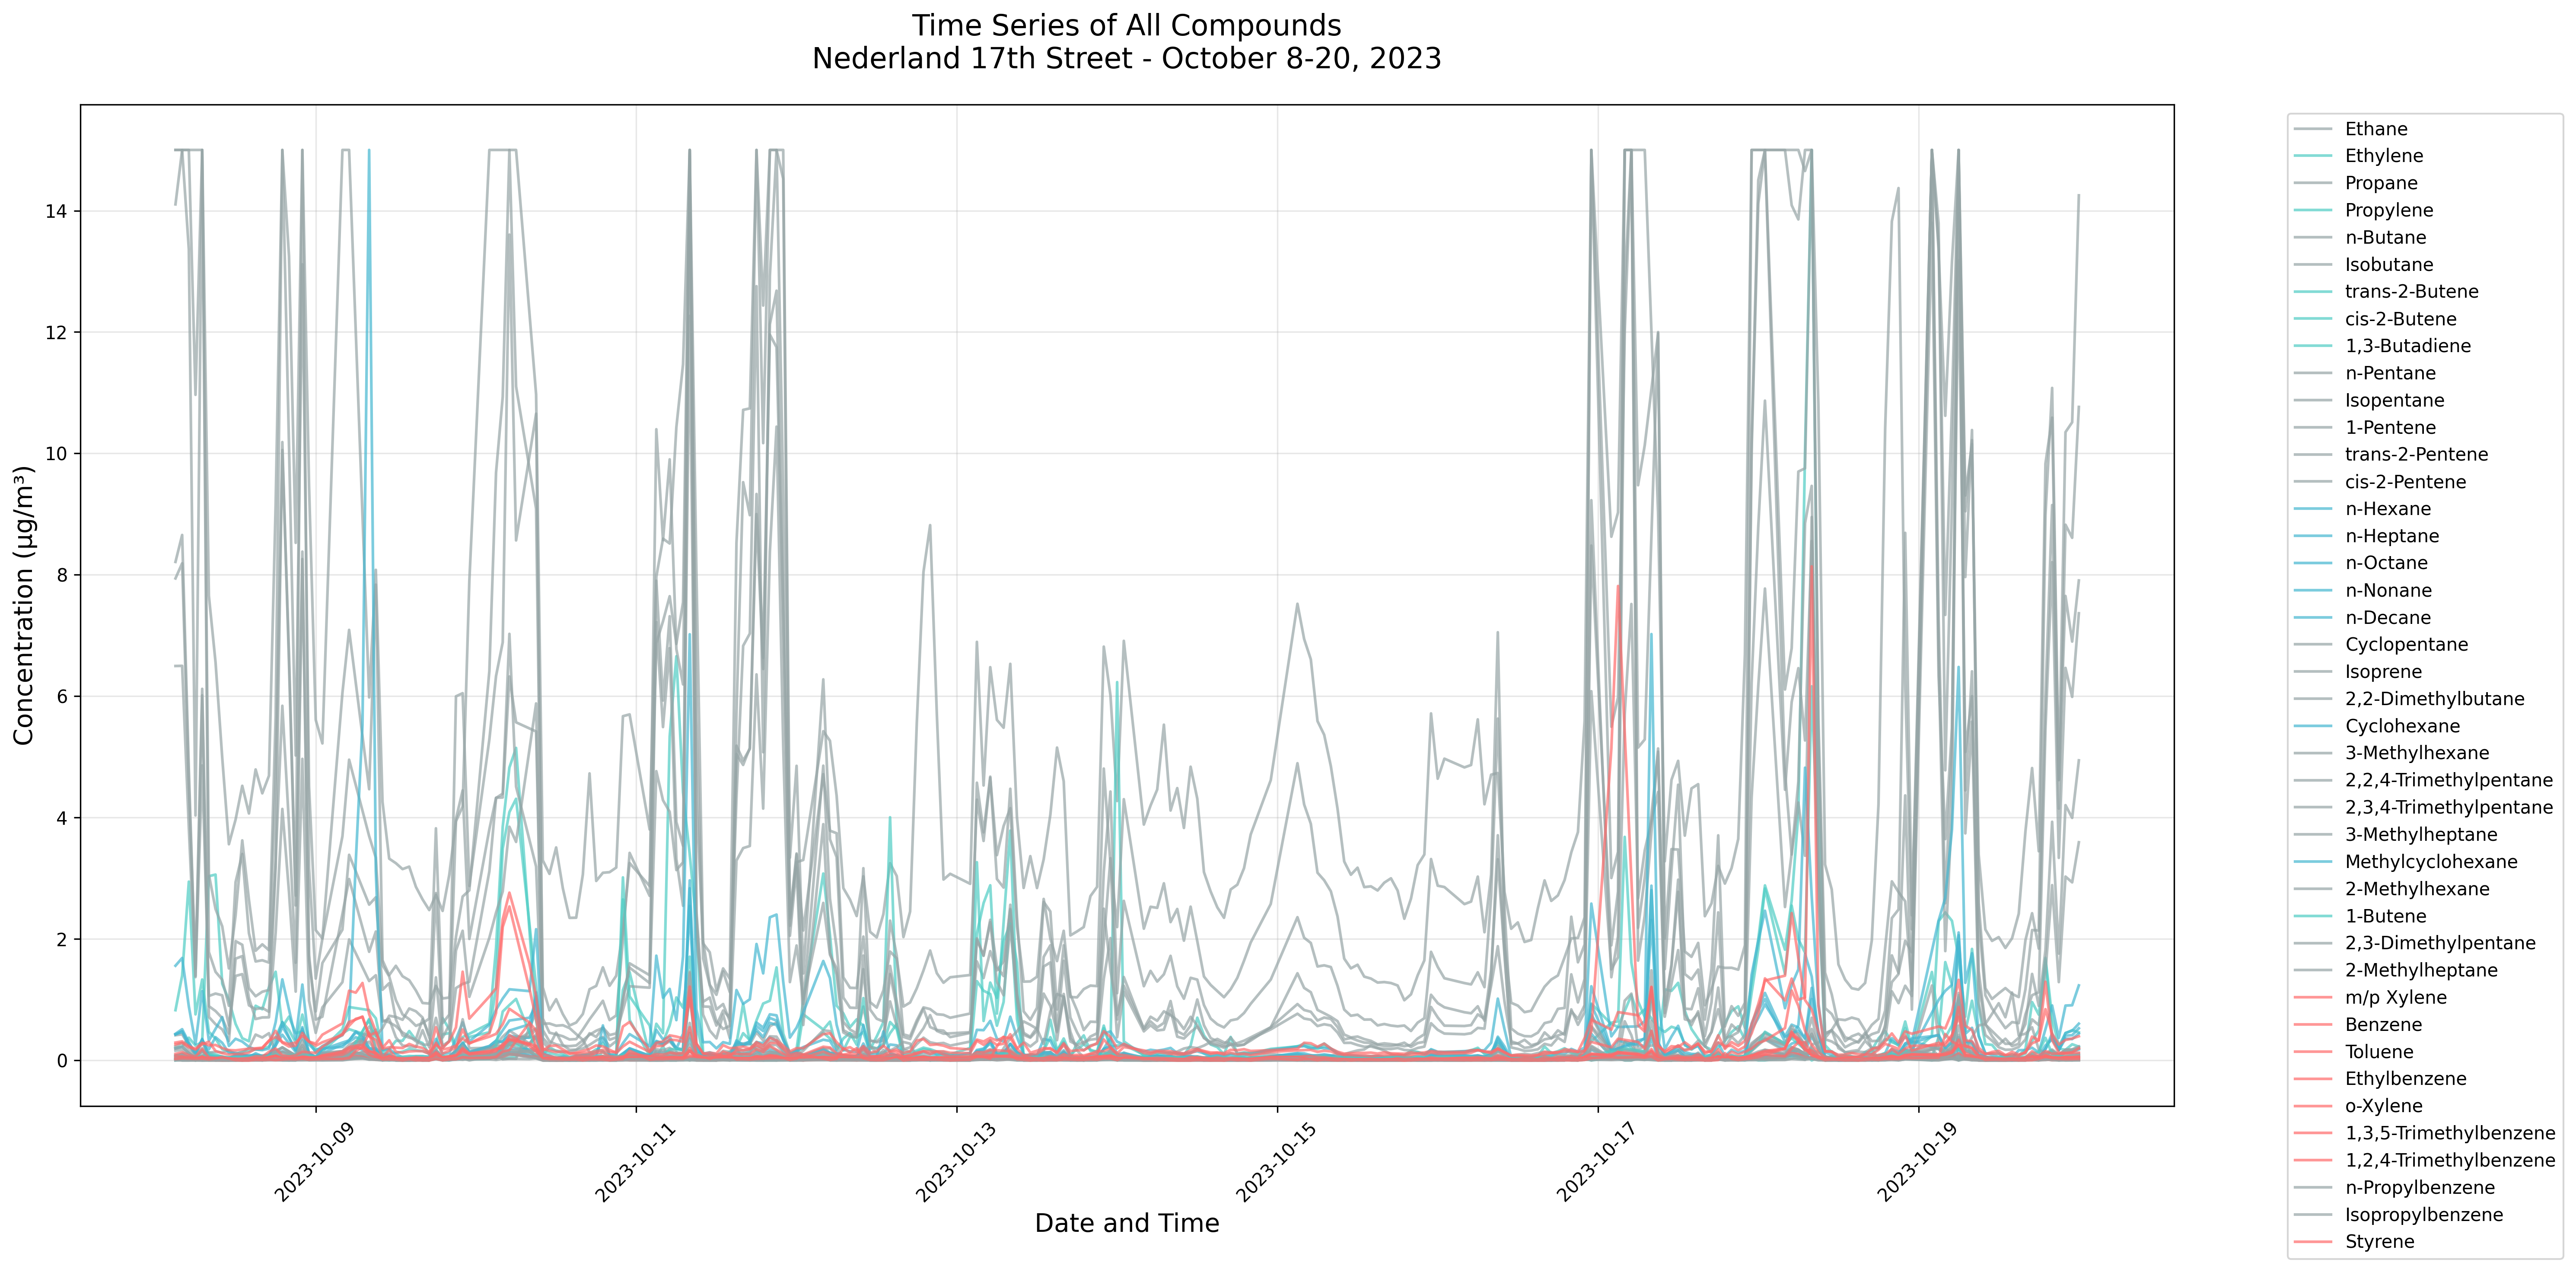 Time Series of All Compounds
Nederland 17th Street - October 8-20, 2023
Concentration (μg/m³)
14
12
10
8
6
4
2
0
2023-10-09
2023-10-11
2023-10-13
2023-10-15
2023-10-17
2023-10-19
Date and Time
Ethane
Ethylene
Propane
Propylene
n-Butane
Isobutane
trans-2-Butene
cis-2-Butene
1,3-Butadiene
n-Pentane
Isopentane
1-Pentene
trans-2-Pentene
cis-2-Pentene
n-Hexane
n-Heptane
n-Octane
n-Nonane
n-Decane
Cyclopentane
Isoprene
2,2-Dimethylbutane
Cyclohexane
3-Methylhexane
2,2,4-Trimethylpentane
2,3,4-Trimethylpentane
3-Methylheptane
Methylcyclohexane
2-Methylhexane
1-Butene
2,3-Dimethylpentane
2-Methylheptane
m/p Xylene
Benzene
Toluene
Ethylbenzene
o-Xylene
1,3,5-Trimethylbenzene
1,2,4-Trimethylbenzene
n-Propylbenzene
Isopropylbenzene
Styrene